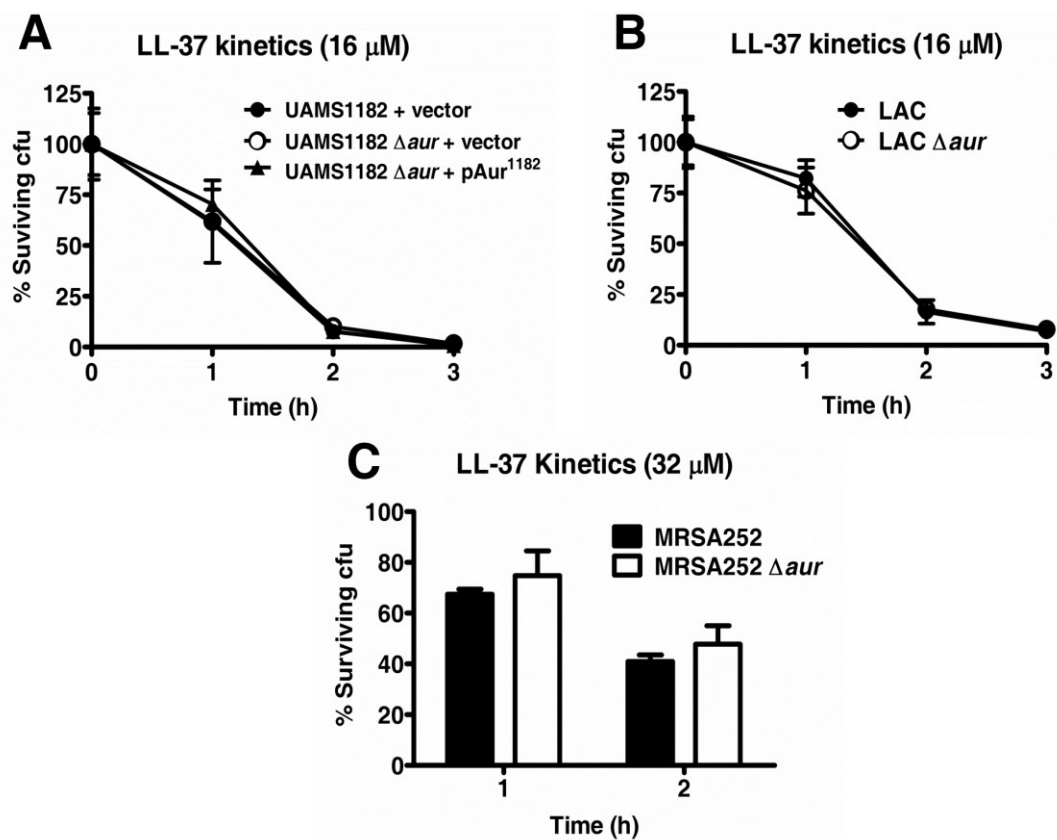 A
LL-37 kinetics (16 μM)
% Suviving cfu
125
100
75
50
25
0
UAMS1182 + vector
UAMS1182 Δaur + vector
UAMS1182 Δaur + pAur¹¹⁸²
0 1 2 3
Time (h)
B
LL-37 kinetics (16 μM)
% Suviving cfu
125
100
75
50
25
0
LAC
LAC Δaur
0 1 2 3
Time (h)
C
LL-37 Kinetics (32 μM)
% Surviving cfu
100
80
60
40
20
0
MRSA252
MRSA252 Δaur
1 2
Time (h)